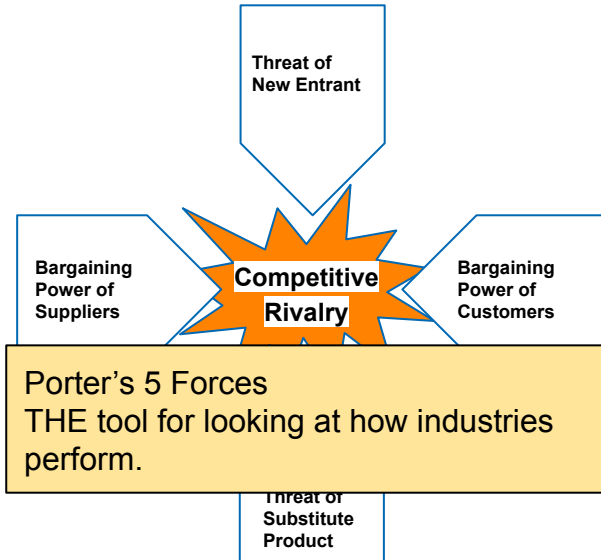 Threat of
New Entrant
Bargaining
Power of
Suppliers
Competitive
Rivalry
Bargaining
Power of
Customers
Porter's 5 Forces
THE tool for looking at how industries
perform.
Threat of
Substitute
Product